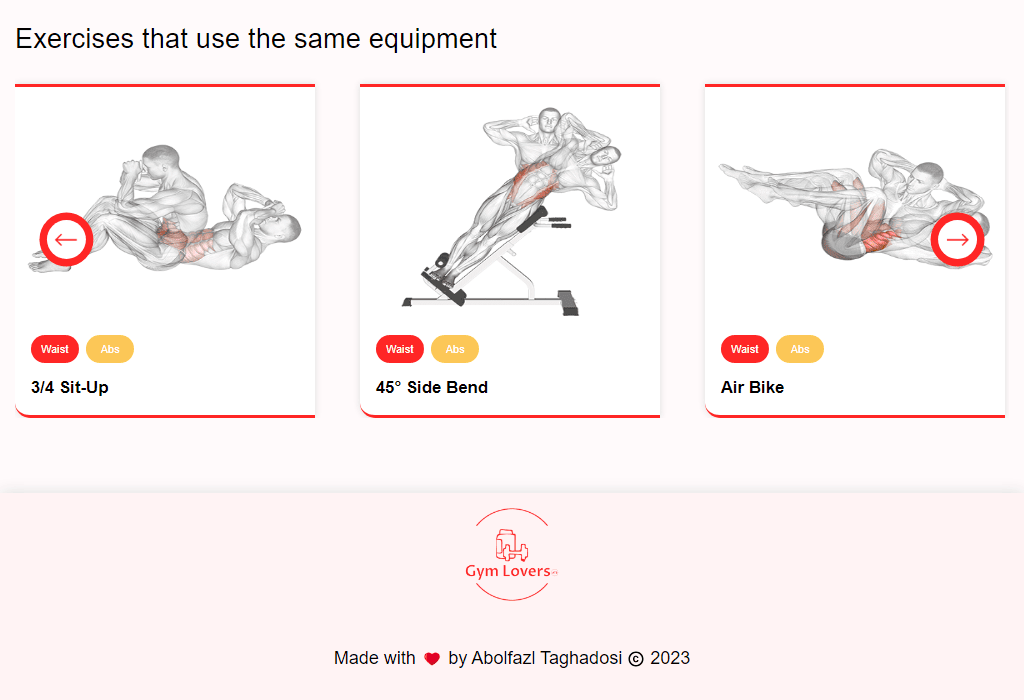 Exercises that use the same equipment
Waist Abs
3/4 Sit-Up
Waist Abs
45° Side Bend
Waist Abs
Air Bike
Gym Lovers
Made with ❤ by Abolfazl Taghadosi © 2023